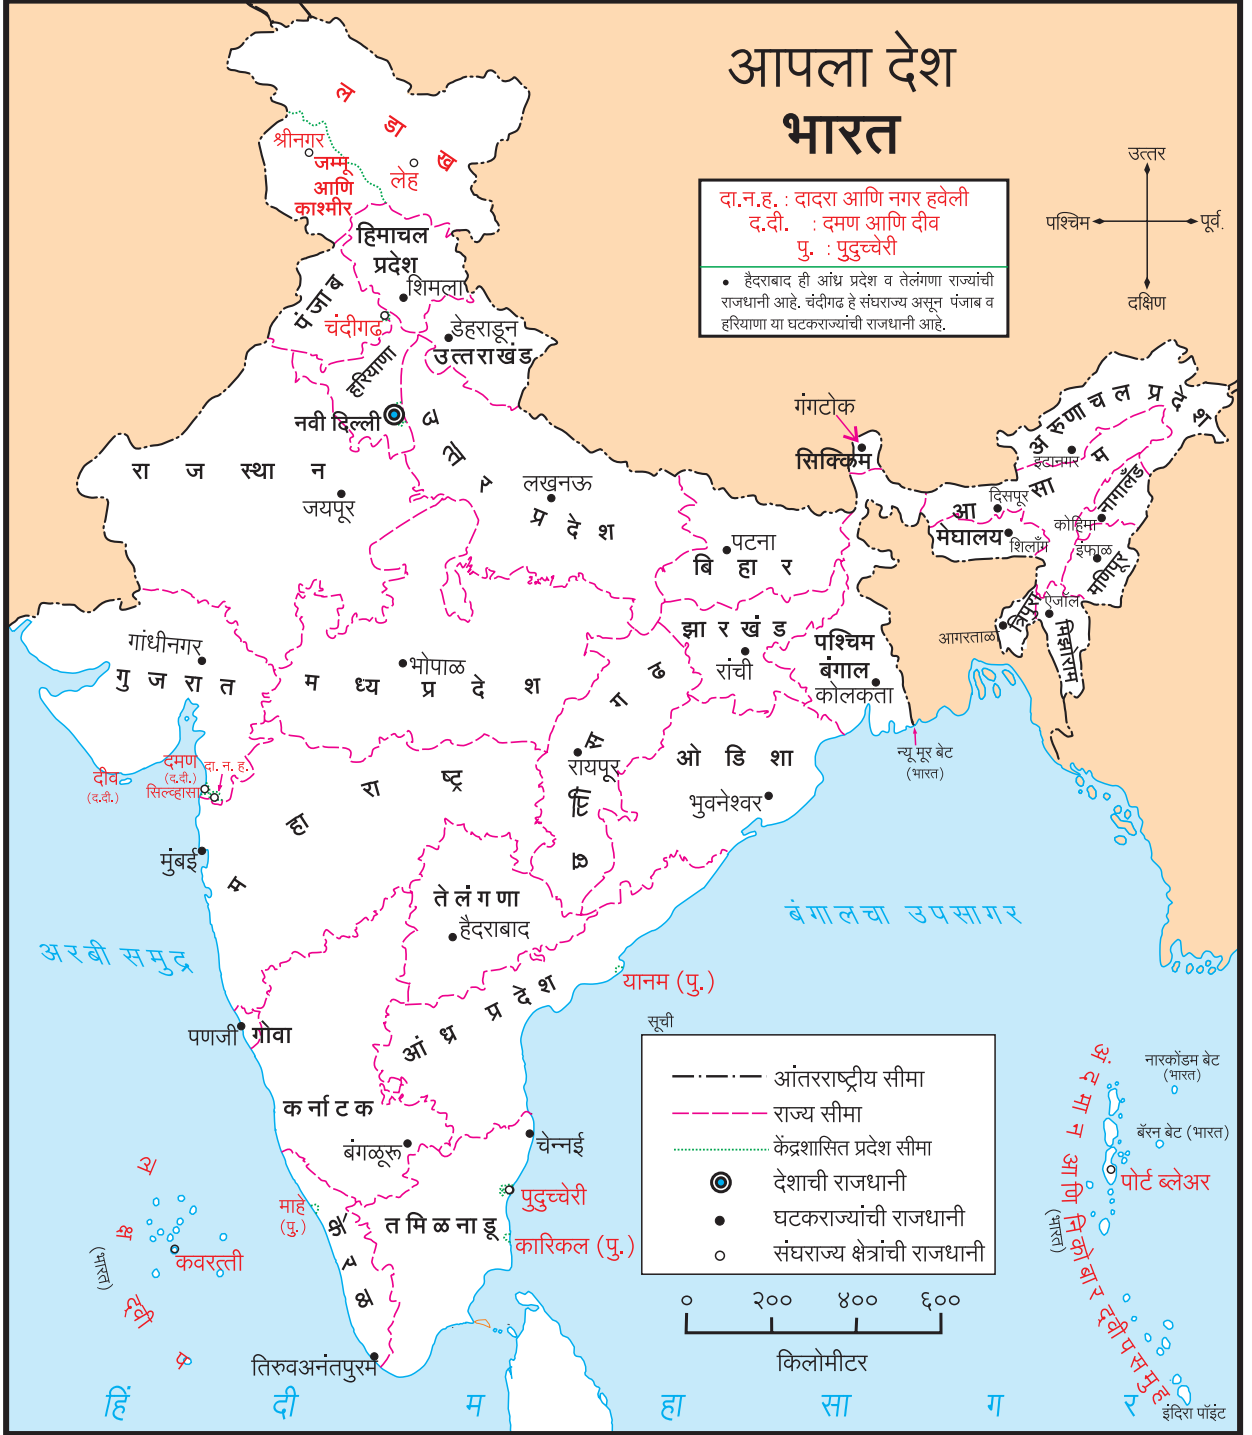 आपला देश
भारत
उत्तर
पश्चिम
पूर्व.
दक्षिण
दा.न.ह. : दादरा आणि नगर हवेली
द.दी. : दमण आणि दीव
पु. : पुदुच्चेरी
• हैदराबाद ही आंध्र प्रदेश व तेलंगणा राज्यांची
राजधानी आहे. चंदीगढ हे संघराज्य असून पंजाब व
हरियाणा या घटकराज्यांची राजधानी आहे.
लडाख
श्रीनगर
लेह
जम्मू
आणि
काश्मीर
हिमाचल
प्रदेश
शिमला
पंजाब
चंदीगढ
डेहराडून
उत्तराखंड
हरियाणा
नवी दिल्ली
राजस्थान
जयपूर
उत्तर प्रदेश
लखनऊ
गंगटोक
सिक्किम
अरुणाचल प्रदेश
इटानगर
आसाम
दिसपूर
नागालँड
कोहिमा
मेघालय
शिलाँग
इंफाळ
मणिपूर
त्रिपुरा
ऐजॉल
आगरताळा
मिझोराम
पटना
बिहार
झारखंड
रांची
पश्चिम
बंगाल
कोलकता
न्यू मूर बेट
(भारत)
गांधीनगर
गुजरात
भोपाळ
मध्य प्रदेश
छत्तीसगढ
रायपूर
ओडिशा
भुवनेश्वर
दमण
(द.दी.)
दा. न. ह.
दीव
(द.दी.)
सिल्व्हासा
महाराष्ट्र
मुंबई
तेलंगणा
हैदराबाद
बंगालचा उपसागर
अरबी समुद्र
यानम (पु.)
आंध्र प्रदेश
पणजी
गोवा
कर्नाटक
बंगळूरू
चेन्नई
पुदुच्चेरी
माहे
(पु.)
तमिळनाडू
कारिकल (पु.)
केरळ
तिरुवअनंतपुरम
लक्षद्वीप
(भारत)
कवरत्ती
सूची
आंतरराष्ट्रीय सीमा
राज्य सीमा
केंद्रशासित प्रदेश सीमा
देशाची राजधानी
घटकराज्यांची राजधानी
संघराज्य क्षेत्रांची राजधानी
० २०० ४०० ६००
किलोमीटर
अंदमान आणि निकोबार द्वीपसमुह
(भारत)
नारकोंडम बेट
(भारत)
बॅरन बेट (भारत)
पोर्ट ब्लेअर
इंदिरा पॉइंट
हिंदी महासागर